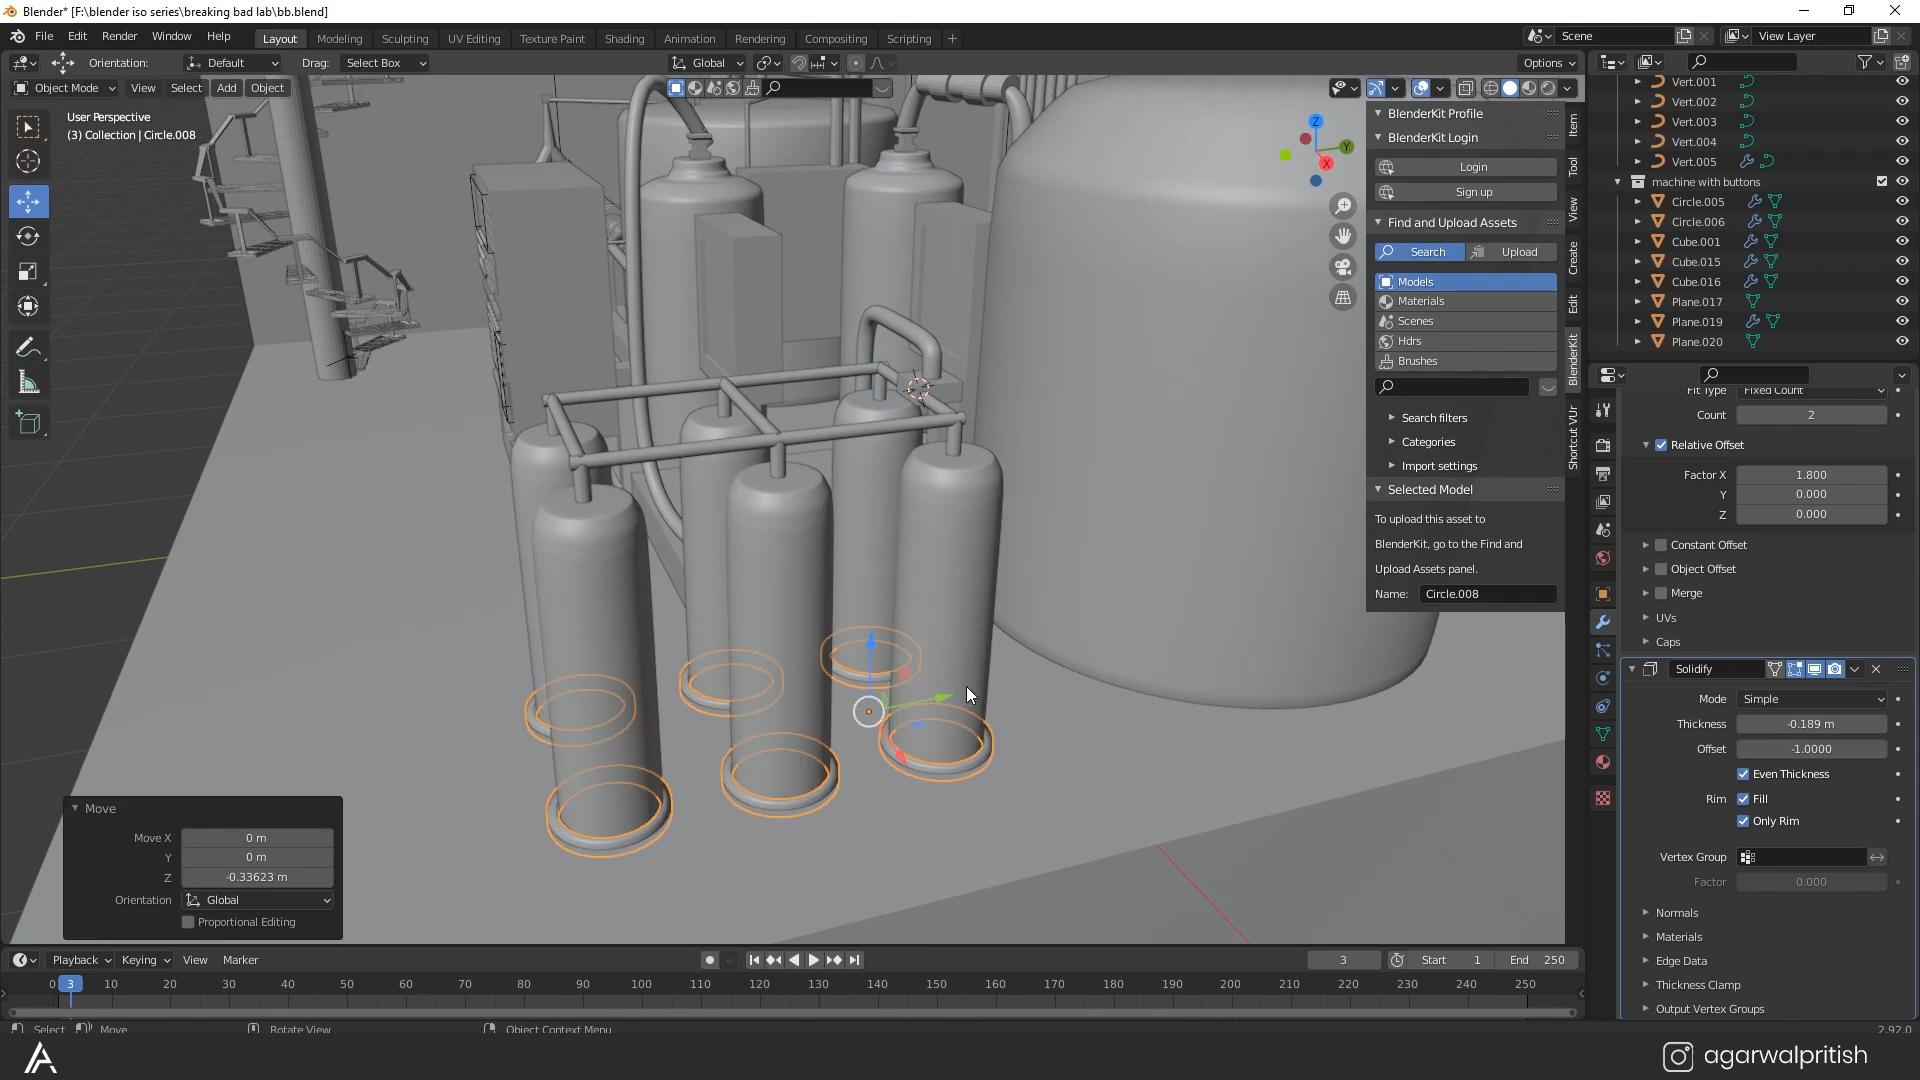 Blender* [F:\blender iso series\breaking bad lab\bb.blend]
File Edit Render Window Help Layout Modeling Sculpting UV Editing Texture Paint Shading Animation Rendering Compositing Scripting + Scene View Layer
Orientation: Default Drag: Select Box Global Options
Object Mode View Select Add Object
User Perspective
(3) Collection | Circle.008
Z
Y
X
BlenderKit Profile
BlenderKit Login
Login
Sign up
Find and Upload Assets
Search Upload
Models
Materials
Scenes
Hdrs
Brushes
Search filters
Categories
Import settings
Selected Model
To upload this asset to
BlenderKit, go to the Find and
Upload Assets panel.
Name: Circle.008
Item
Tool
View
Create
Edit
BlenderKit
Shortcut VUr
Vert.001
Vert.002
Vert.003
Vert.004
Vert.005
machine with buttons
Circle.005
Circle.006
Cube.001
Cube.015
Cube.016
Plane.017
Plane.019
Plane.020
Fit Type Fixed Count
Count 2
Relative Offset
Factor X 1.800
Y 0.000
Z 0.000
Constant Offset
Object Offset
Merge
UVs
Caps
Solidify
Mode Simple
Thickness -0.189 m
Offset -1.0000
Even Thickness
Rim Fill
Only Rim
Vertex Group
Factor 0.000
Normals
Materials
Edge Data
Thickness Clamp
Output Vertex Groups
Move
Move X 0 m
Y 0 m
Z -0.33623 m
Orientation Global
Proportional Editing
Playback Keying View Marker 3 Start 1 End 250
0 3 10 20 30 40 50 60 70 80 90 100 110 120 130 140 150 160 170 180 190 200 210 220 230 240 250
Select Move Rotate View Object Context Menu 2.92.0
agarwalpritish